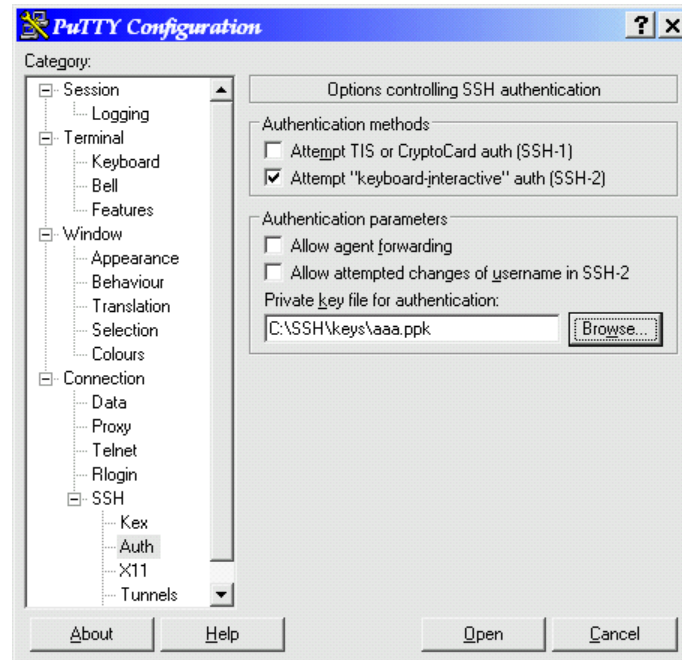 PuTTY Configuration
? ×
Category:
Session
Logging
Terminal
Keyboard
Bell
Features
Window
Appearance
Behaviour
Translation
Selection
Colours
Connection
Data
Proxy
Telnet
Rlogin
SSH
Kex
Auth
X11
Tunnels
Options controlling SSH authentication
Authentication methods
Attempt TIS or CryptoCard auth (SSH-1)
Attempt "keyboard-interactive" auth (SSH-2)
Authentication parameters
Allow agent forwarding
Allow attempted changes of username in SSH-2
Private key file for authentication:
C:\SSH\keys\aaa.ppk
Browse...
About
Help
Open
Cancel